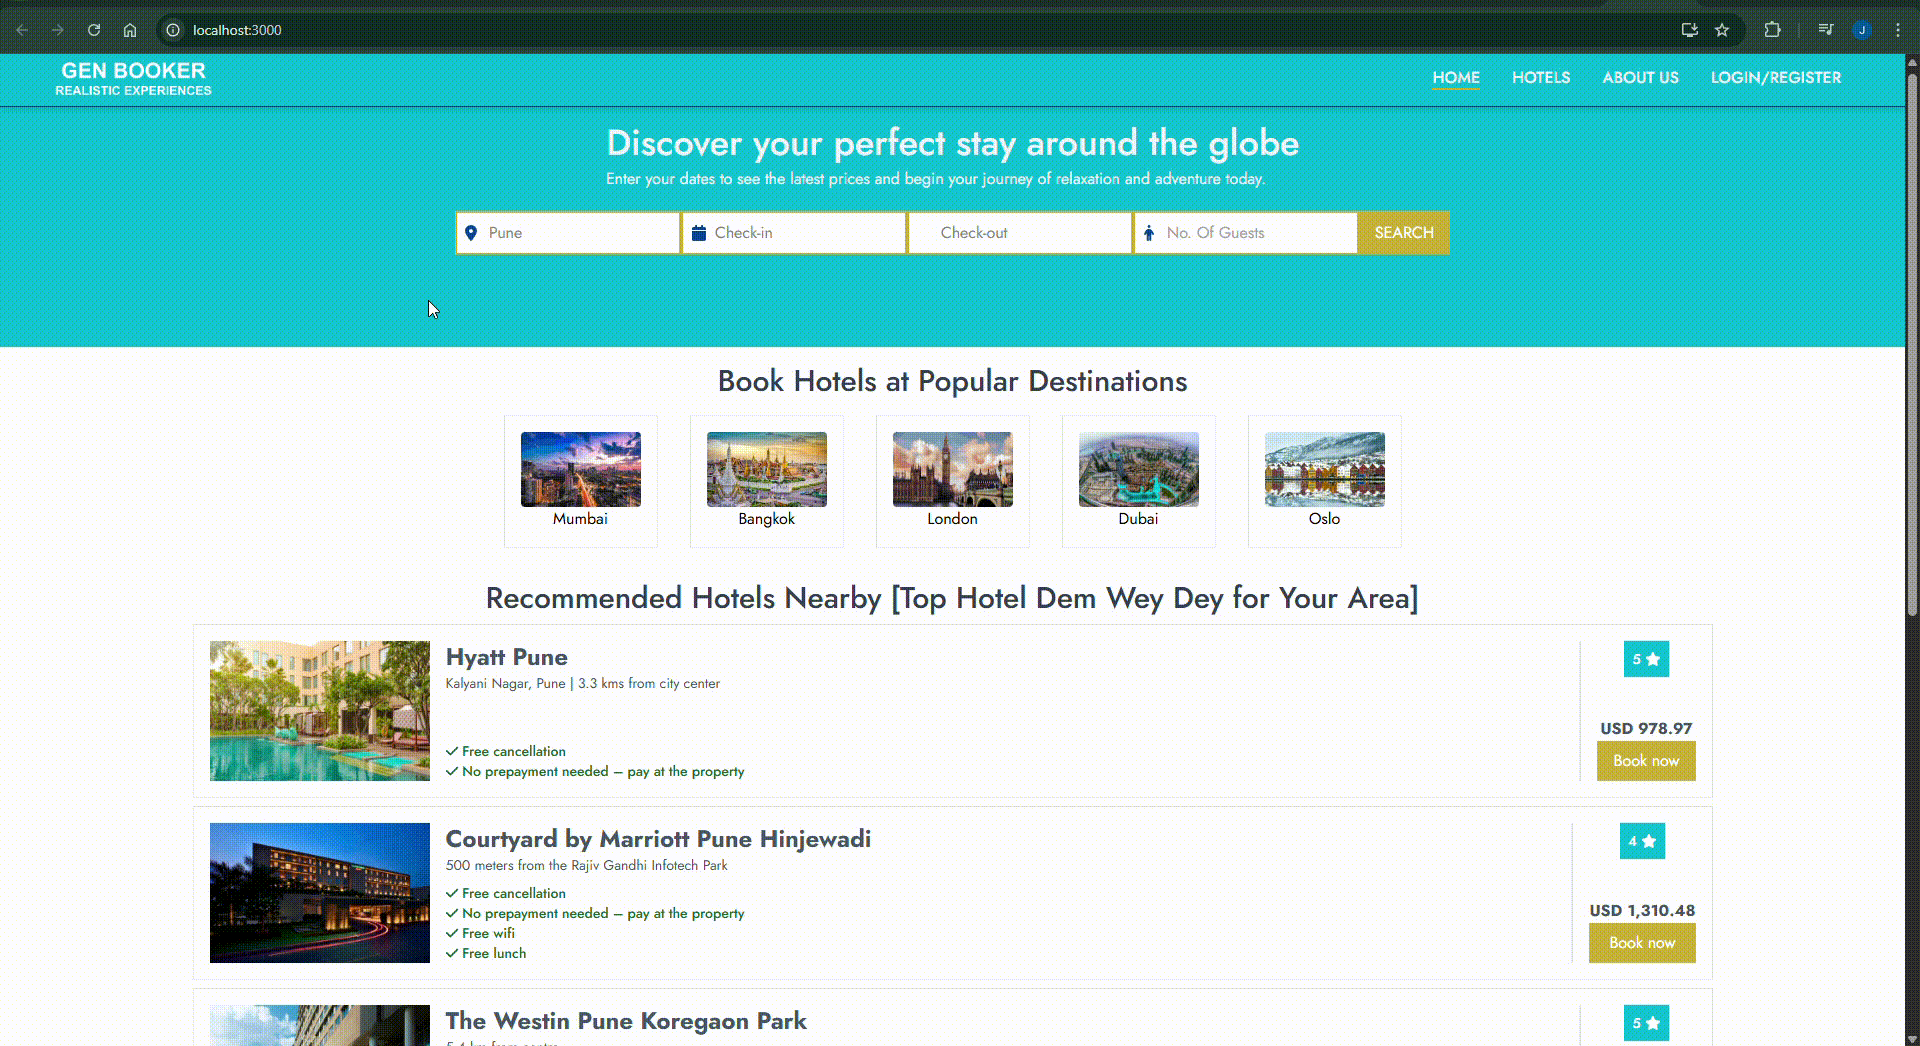 localhost:3000
J
GEN BOOKER
REALISTIC EXPERIENCES
HOME
HOTELS
ABOUT US
LOGIN/REGISTER
Discover your perfect stay around the globe
Enter your dates to see the latest prices and begin your journey of relaxation and adventure today.
Pune
Check-in
Check-out
No. Of Guests
SEARCH
Book Hotels at Popular Destinations
Mumbai
Bangkok
London
Dubai
Oslo
Recommended Hotels Nearby [Top Hotel Dem Wey Dey for Your Area]
Hyatt Pune
Kalyani Nagar, Pune | 3.3 kms from city center
Free cancellation
No prepayment needed – pay at the property
5
USD 978.97
Book now
Courtyard by Marriott Pune Hinjewadi
500 meters from the Rajiv Gandhi Infotech Park
Free cancellation
No prepayment needed – pay at the property
Free wifi
Free lunch
4
USD 1,310.48
Book now
The Westin Pune Koregaon Park
5